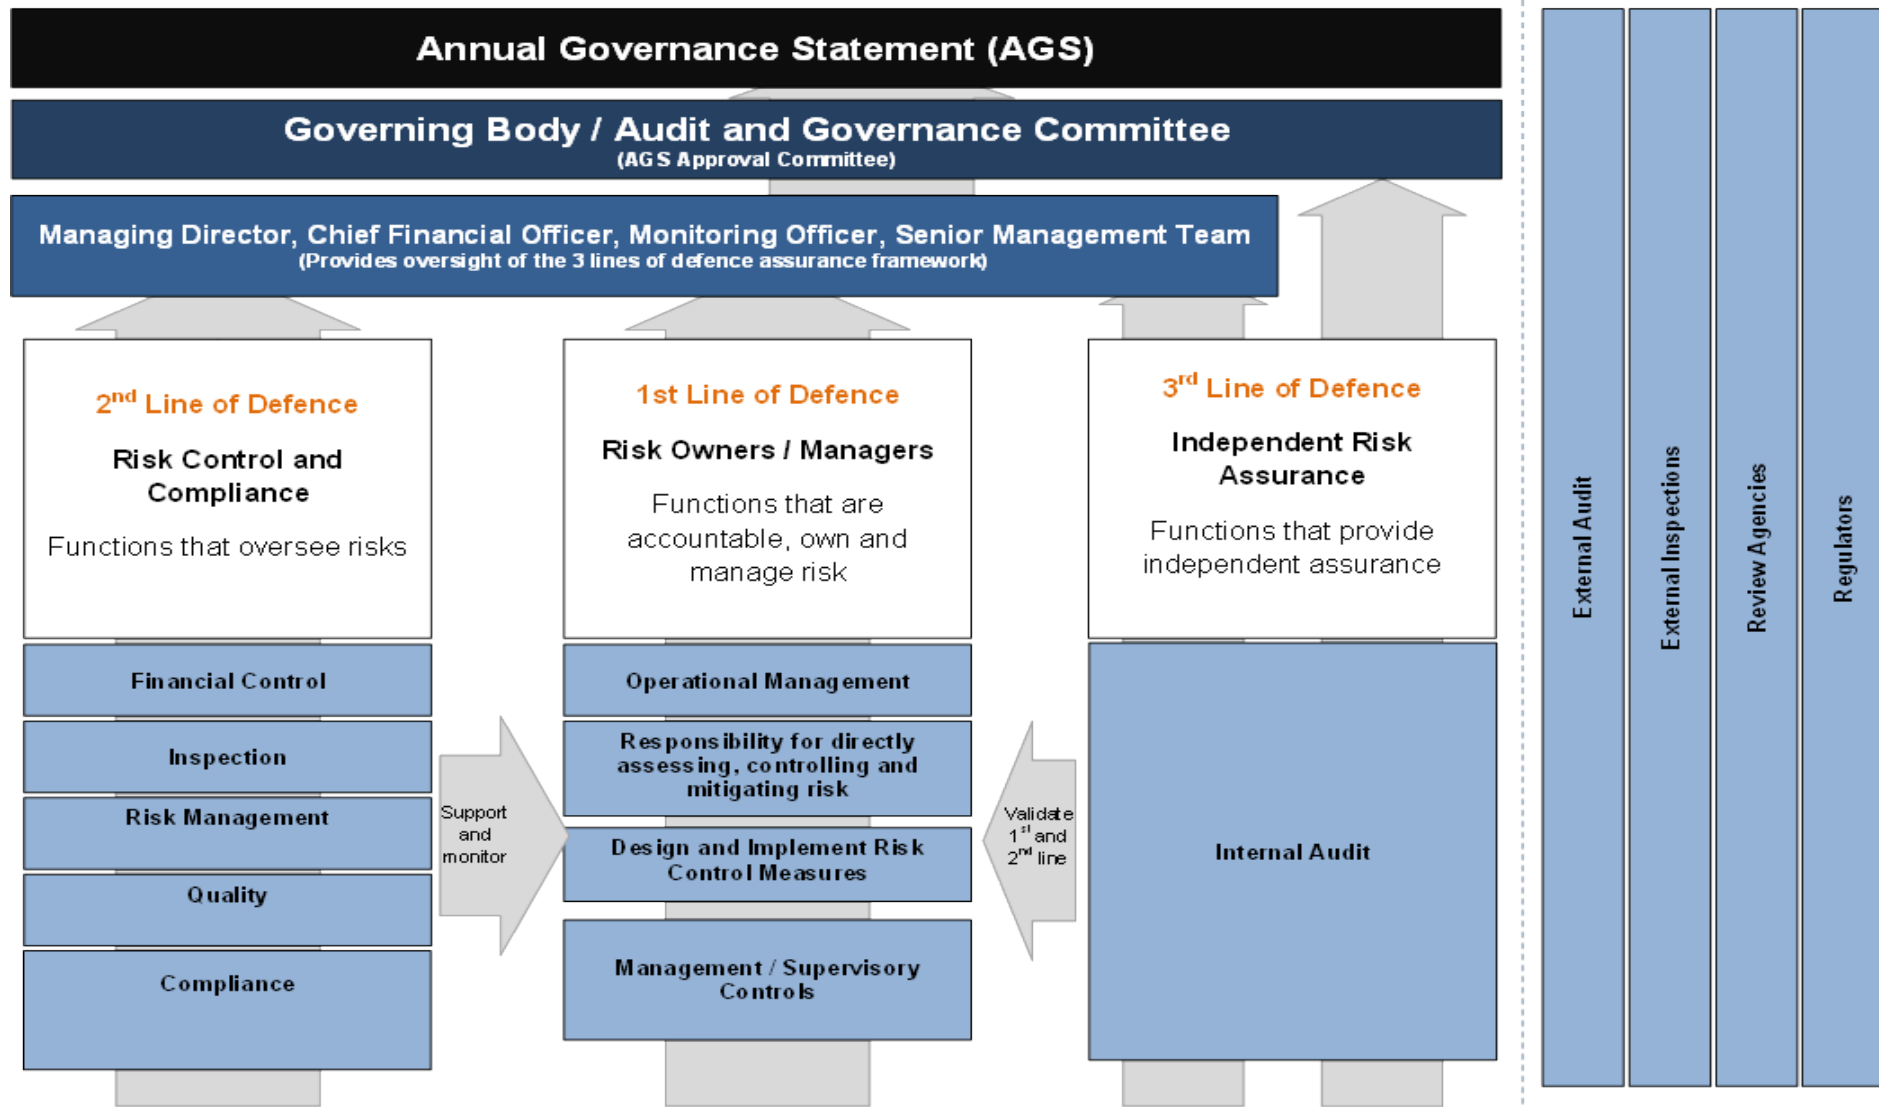 Annual Governance Statement (AGS)
Governing Body / Audit and Governance Committee
(AGS Approval Committee)
Managing Director, Chief Financial Officer, Monitoring Officer, Senior Management Team
(Provides oversight of the 3 lines of defence assurance framework)
2nd Line of Defence
Risk Control and
Compliance
Functions that oversee risks
Financial Control
Inspection
Risk Management
Quality
Compliance
Support
and
monitor
1st Line of Defence
Risk Owners / Managers
Functions that are
accountable, own and
manage risk
Operational Management
Responsibility for directly
assessing, controlling and
mitigating risk
Design and Implement Risk
Control Measures
Management / Supervisory
Controls
Validate
1st and
2nd line
3rd Line of Defence
Independent Risk
Assurance
Functions that provide
independent assurance
Internal Audit
External Audit
External Inspections
Review Agencies
Regulators